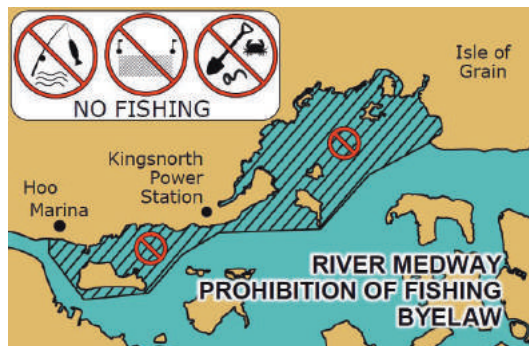 NO FISHING
Isle of
Grain
Kingsnorth
Power
Station
Hoo
Marina
RIVER MEDWAY
PROHIBITION OF FISHING
BYELAW